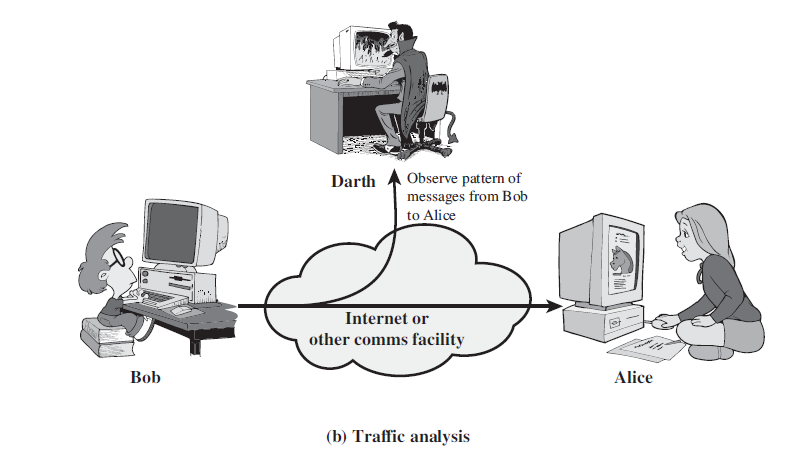 Darth
Observe pattern of
messages from Bob
to Alice
Internet or
other comms facility
Bob
Alice
(b) Traffic analysis